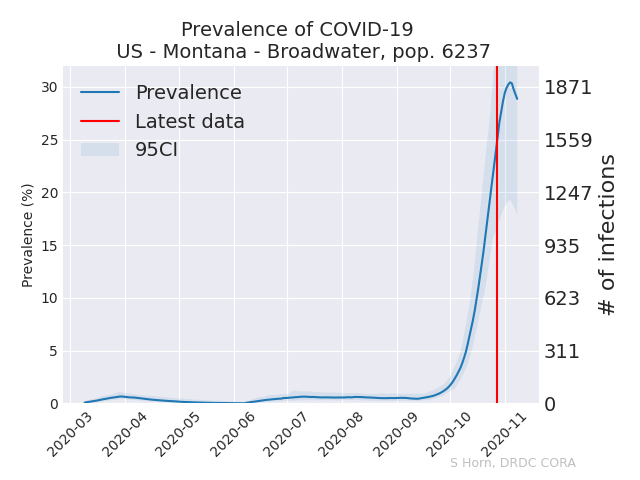 Prevalence of COVID-19
US - Montana - Broadwater, pop. 6237
Prevalence
Latest data
95CI
Prevalence (%)
30
25
20
15
10
5
0
1871
1559
1247
935
623
311
0
# of infections
2020-03
2020-04
2020-05
2020-06
2020-07
2020-08
2020-09
2020-10
2020-11
S Horn, DRDC CORA